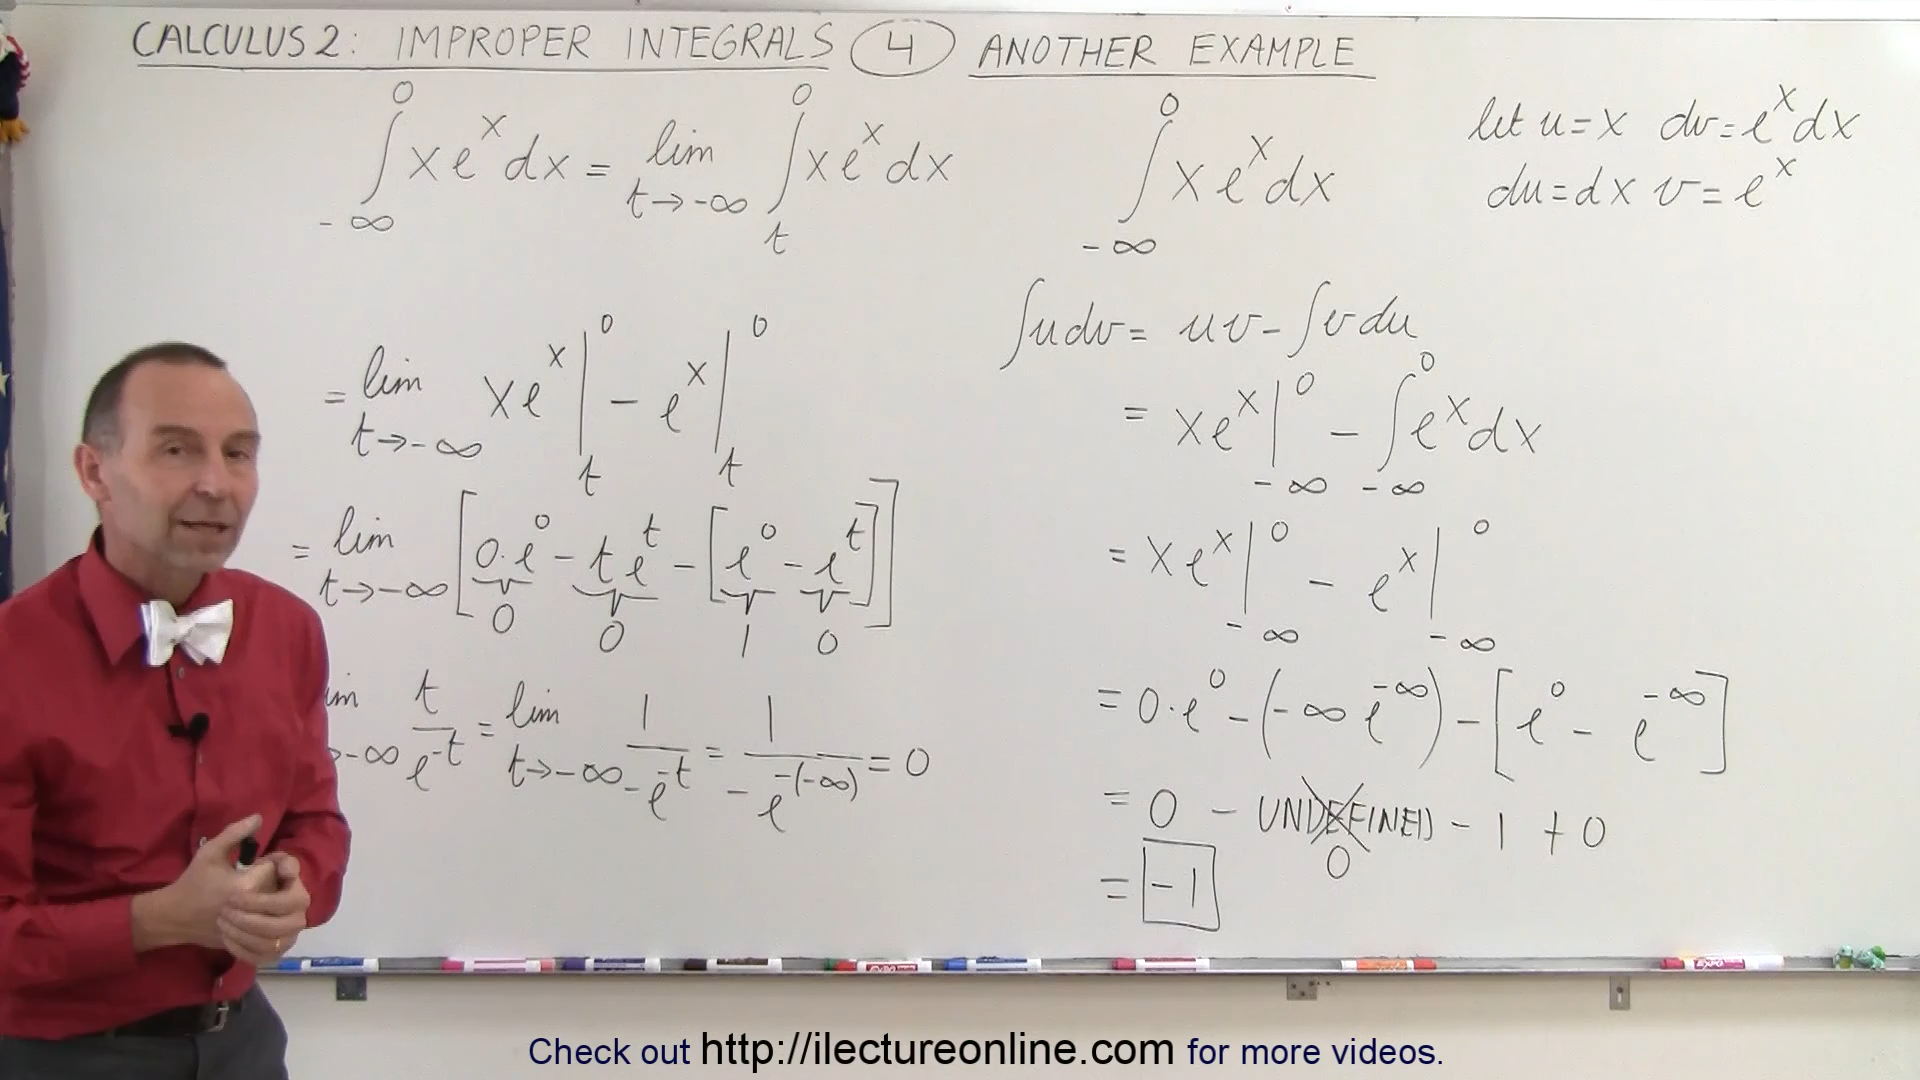 CALCULUS 2: IMPROPER INTEGRALS (4) ANOTHER EXAMPLE
∫_{-∞}^{0} x e^x dx = lim_{t→-∞} ∫_{t}^{0} x e^x dx
= lim_{t→-∞} x e^x |_{t}^{0} - e^x |_{t}^{0}
= lim_{t→-∞} [0·e^0 - t e^t - [e^0 - e^t]]
0 0 1 0
im_{→-∞} t/e^{-t} = lim_{t→-∞} 1/-e^{-t} = 1/-e^{-(-∞)} = 0
∫_{-∞}^{0} x e^x dx
let u = x dv = e^x dx
du = dx v = e^x
∫u dv = uv - ∫v du
= x e^x |_{-∞}^{0} - ∫_{-∞}^{0} e^x dx
= x e^x |_{-∞}^{0} - e^x |_{-∞}^{0}
= 0·e^0 - (-∞ e^{-∞}) - [e^0 - e^{-∞}]
= 0 - UNDEFINED - 1 + 0
0
= -1
Check out http://ilectureonline.com for more videos.